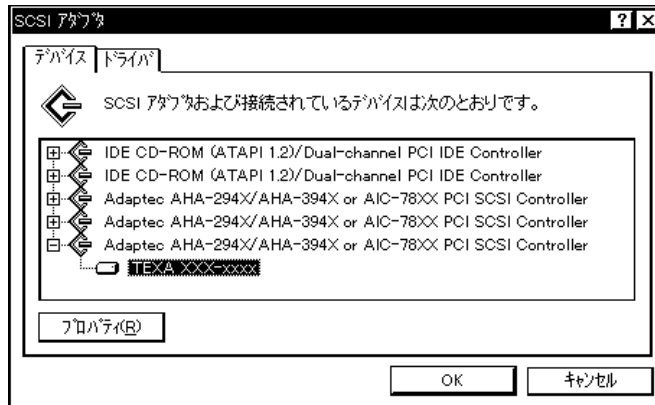 SCSI ｱﾀﾞﾌﾟﾀ
ﾃﾞﾊﾞｲｽ ﾄﾞﾗｲﾊﾞ
SCSI ｱﾀﾞﾌﾟﾀおよび接続されているﾃﾞﾊﾞｲｽは次のとおりです。
IDE CD-ROM (ATAPI 1.2)/Dual-channel PCI IDE Controller
IDE CD-ROM (ATAPI 1.2)/Dual-channel PCI IDE Controller
Adaptec AHA-294X/AHA-394X or AIC-78XX PCI SCSI Controller
Adaptec AHA-294X/AHA-394X or AIC-78XX PCI SCSI Controller
Adaptec AHA-294X/AHA-394X or AIC-78XX PCI SCSI Controller
TEXA XXX-xxxx
ﾌﾟﾛﾊﾟﾃｨ(R)
OK ｷｬﾝｾﾙ